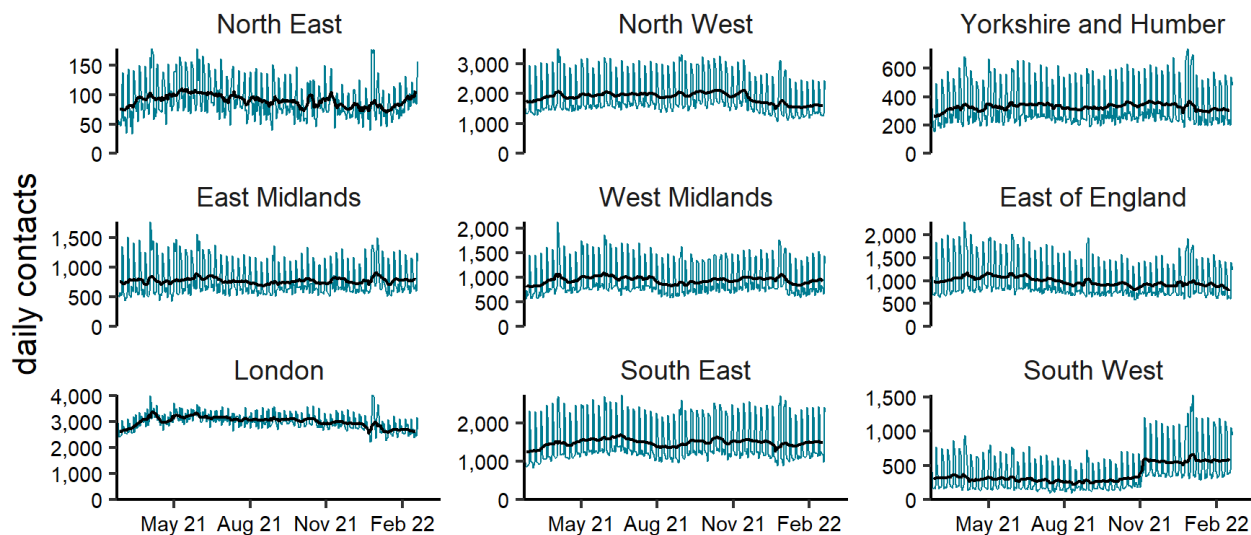 North East
North West
Yorkshire and Humber
150
100
50
0
3,000
2,000
1,000
0
600
400
200
0
East Midlands
West Midlands
East of England
1,500
1,000
500
0
2,000
1,500
1,000
500
0
2,000
1,500
1,000
500
0
daily contacts
London
South East
South West
4,000
3,000
2,000
1,000
0
2,000
1,000
0
1,500
1,000
500
0
May 21 Aug 21 Nov 21 Feb 22
May 21 Aug 21 Nov 21 Feb 22
May 21 Aug 21 Nov 21 Feb 22